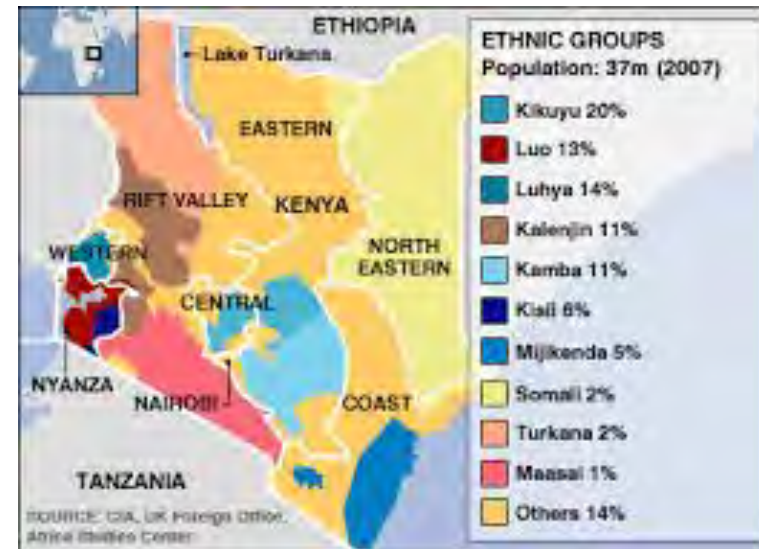 ETHIOPIA
Lake Turkana
EASTERN
RIFT VALLEY
KENYA
NORTH
EASTERN
WESTERN
CENTRAL
NYANZA
NAIROBI
COAST
TANZANIA
SOURCE: CIA, UK Foreign Office,
Africa Studies Center
ETHNIC GROUPS
Population: 37m (2007)
Kikuyu 20%
Luo 13%
Luhya 14%
Kalenjin 11%
Kamba 11%
Kisii 6%
Mijikenda 5%
Somali 2%
Turkana 2%
Maasai 1%
Others 14%